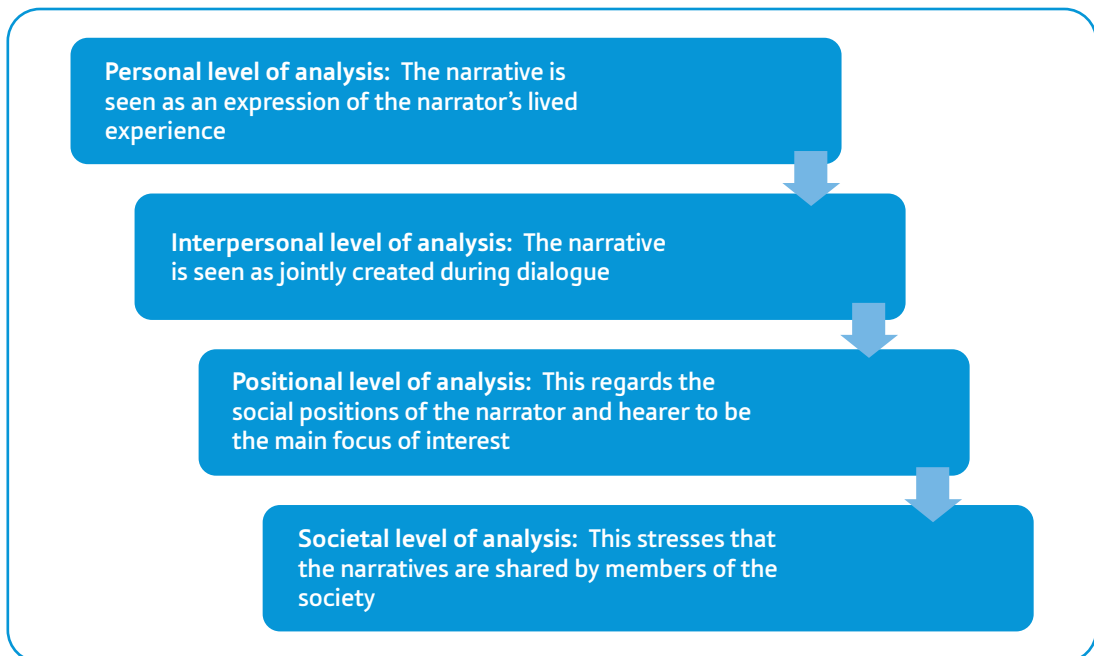 Personal level of analysis: The narrative is
seen as an expression of the narrator’s lived
experience
Interpersonal level of analysis: The narrative
is seen as jointly created during dialogue
Positional level of analysis: This regards the
social positions of the narrator and hearer to be
the main focus of interest
Societal level of analysis: This stresses that
the narratives are shared by members of the
society